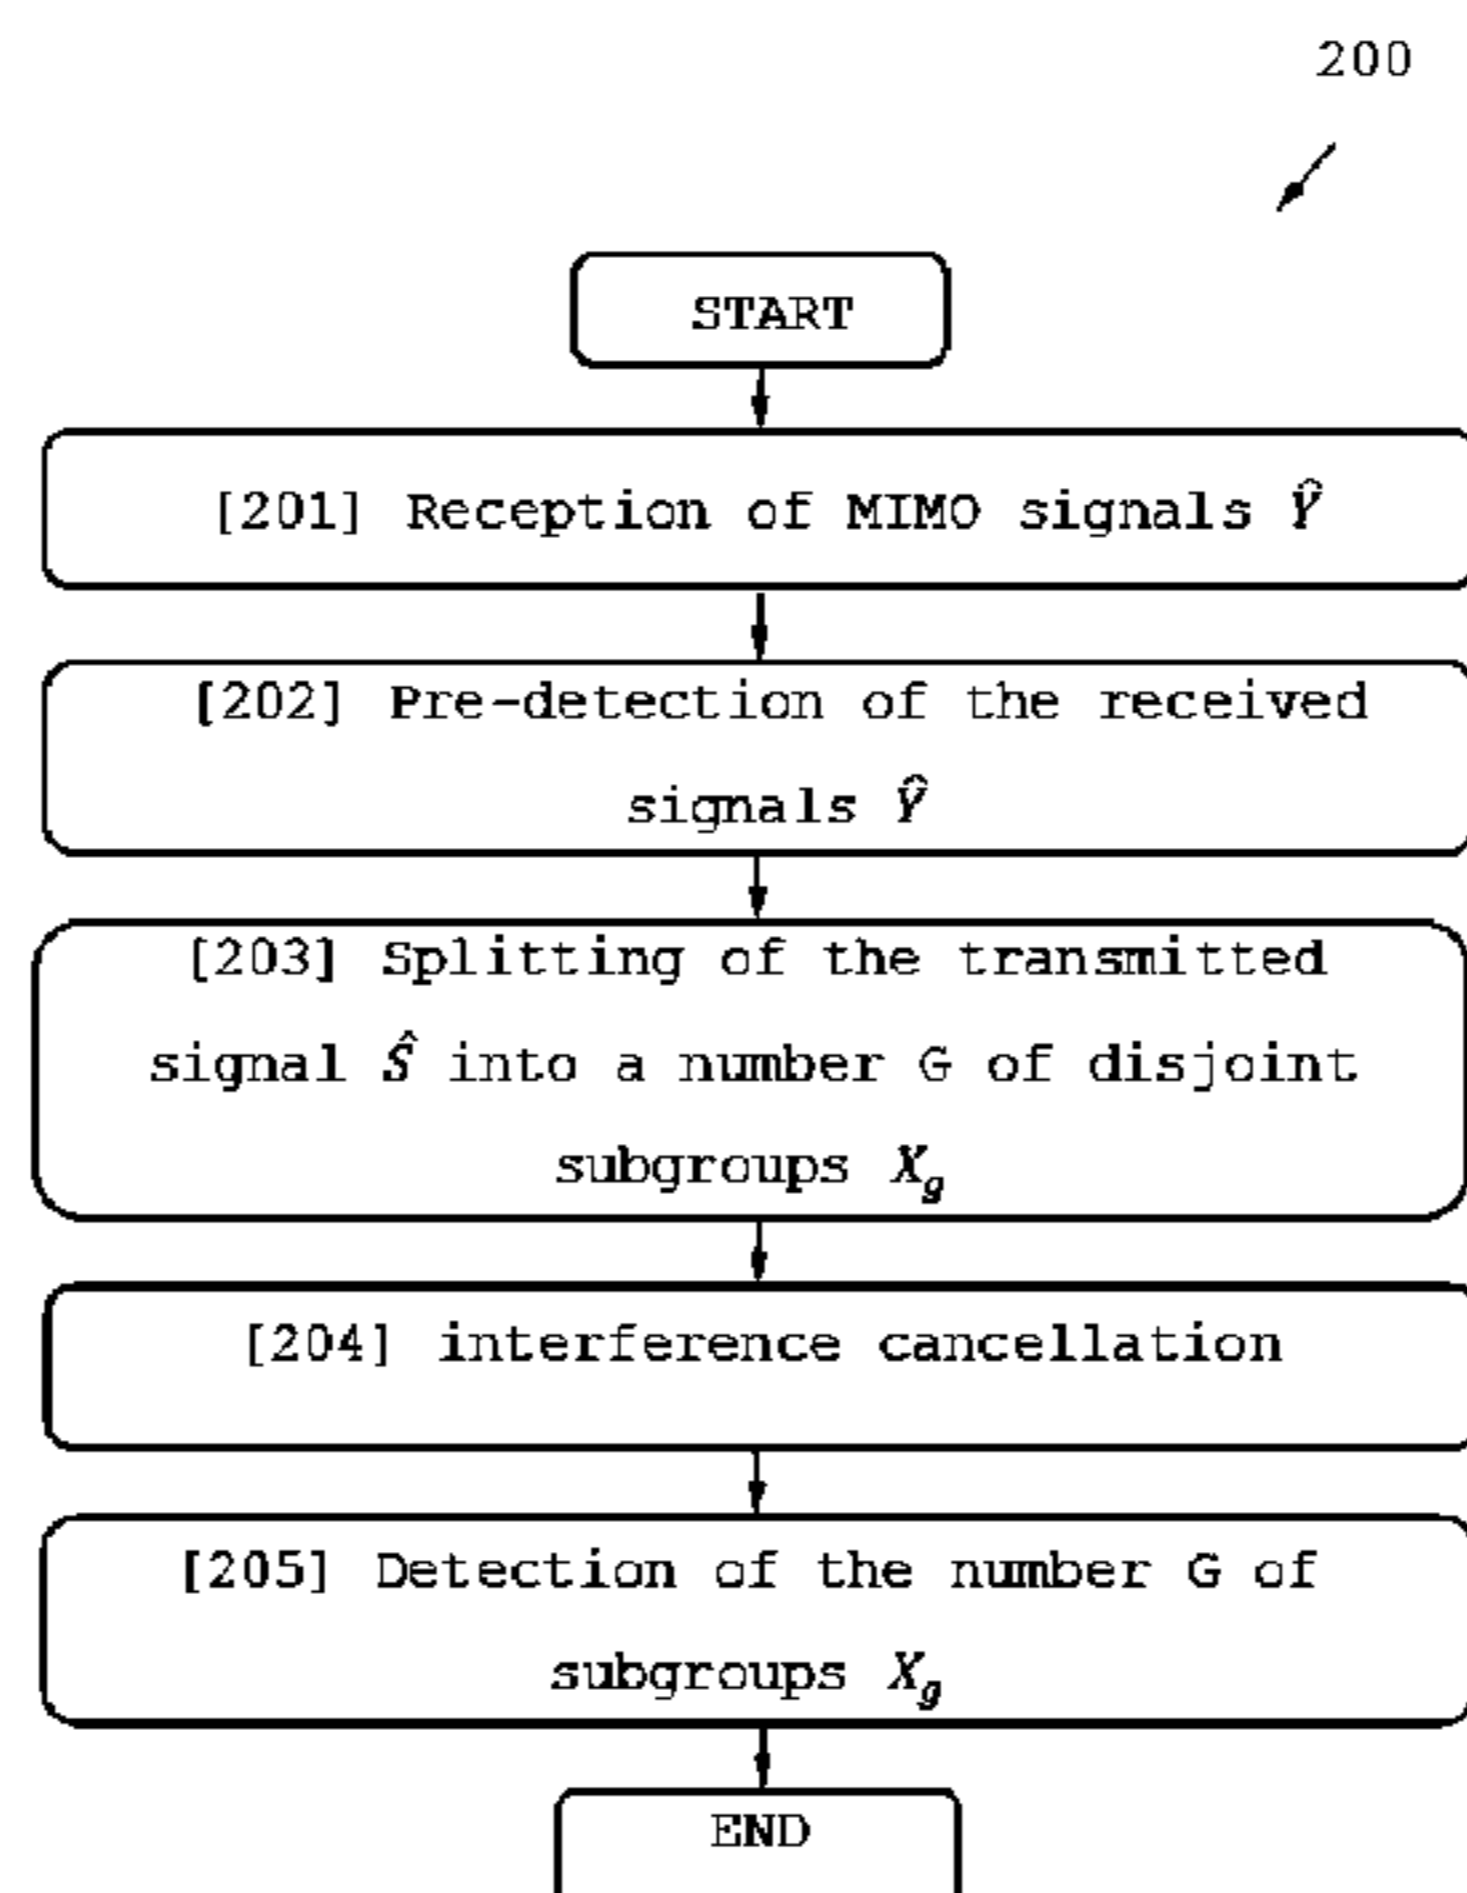 200
START
[201] Reception of MIMO signals Ŷ
[202] Pre-detection of the received
signals Ŷ
[203] Splitting of the transmitted
signal Ŝ into a number G of disjoint
subgroups X_g
[204] interference cancellation
[205] Detection of the number G of
subgroups X_g
END